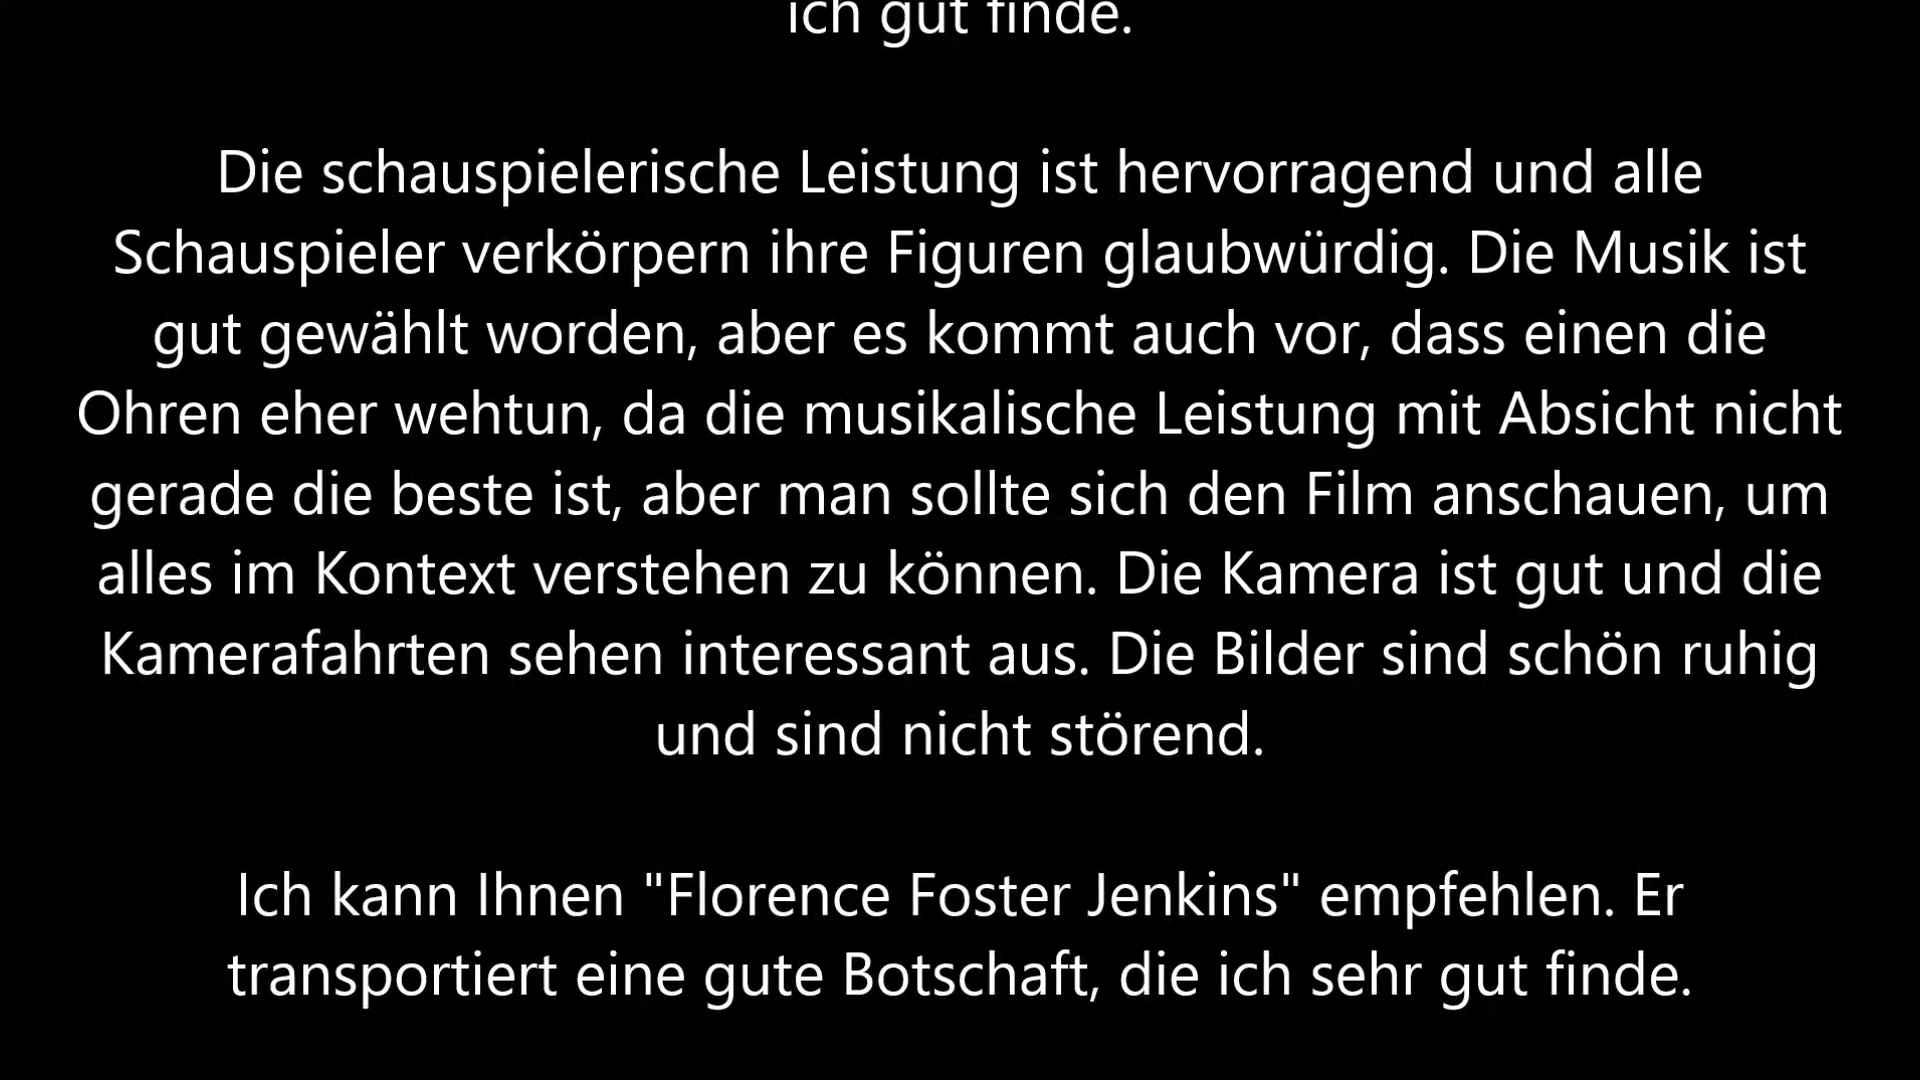 ich gut finde.
Die schauspielerische Leistung ist hervorragend und alle
Schauspieler verkörpern ihre Figuren glaubwürdig. Die Musik ist
gut gewählt worden, aber es kommt auch vor, dass einen die
Ohren eher wehtun, da die musikalische Leistung mit Absicht nicht
gerade die beste ist, aber man sollte sich den Film anschauen, um
alles im Kontext verstehen zu können. Die Kamera ist gut und die
Kamerafahrten sehen interessant aus. Die Bilder sind schön ruhig
und sind nicht störend.
Ich kann Ihnen "Florence Foster Jenkins" empfehlen. Er
transportiert eine gute Botschaft, die ich sehr gut finde.